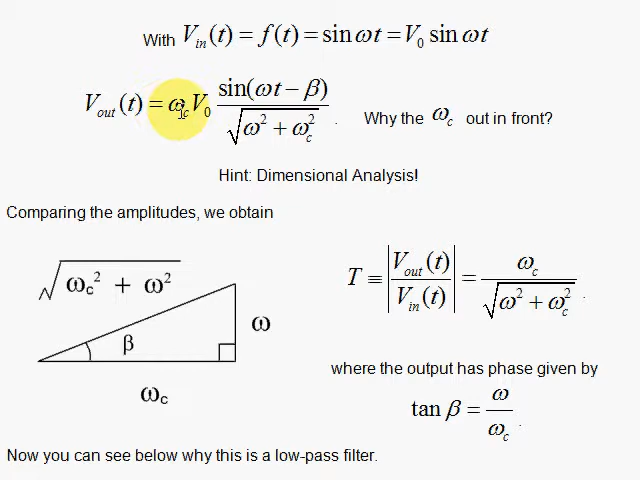 With V_in(t) = f(t) = sin ωt = V_0 sin ωt
V_out(t) = ω_c V_0 sin(ωt − β) / √(ω² + ω_c²) . Why the ω_c out in front?
Hint: Dimensional Analysis!
Comparing the amplitudes, we obtain
√(ω_c² + ω²)
β
ω
ω_c
T ≡ |V_out(t) / V_in(t)| = ω_c / √(ω² + ω_c²) .
where the output has phase given by
tan β = ω / ω_c .
Now you can see below why this is a low-pass filter.